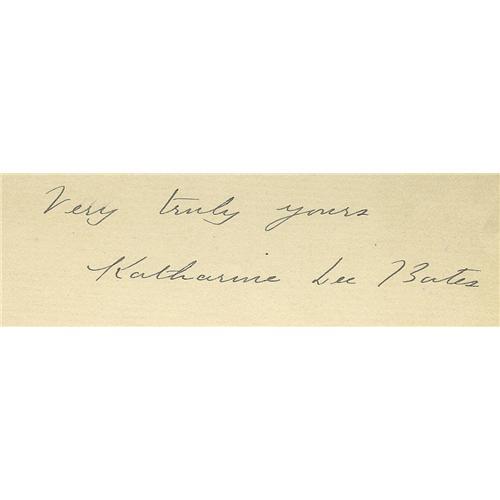 Very truly yours
Katharine Lee Bates